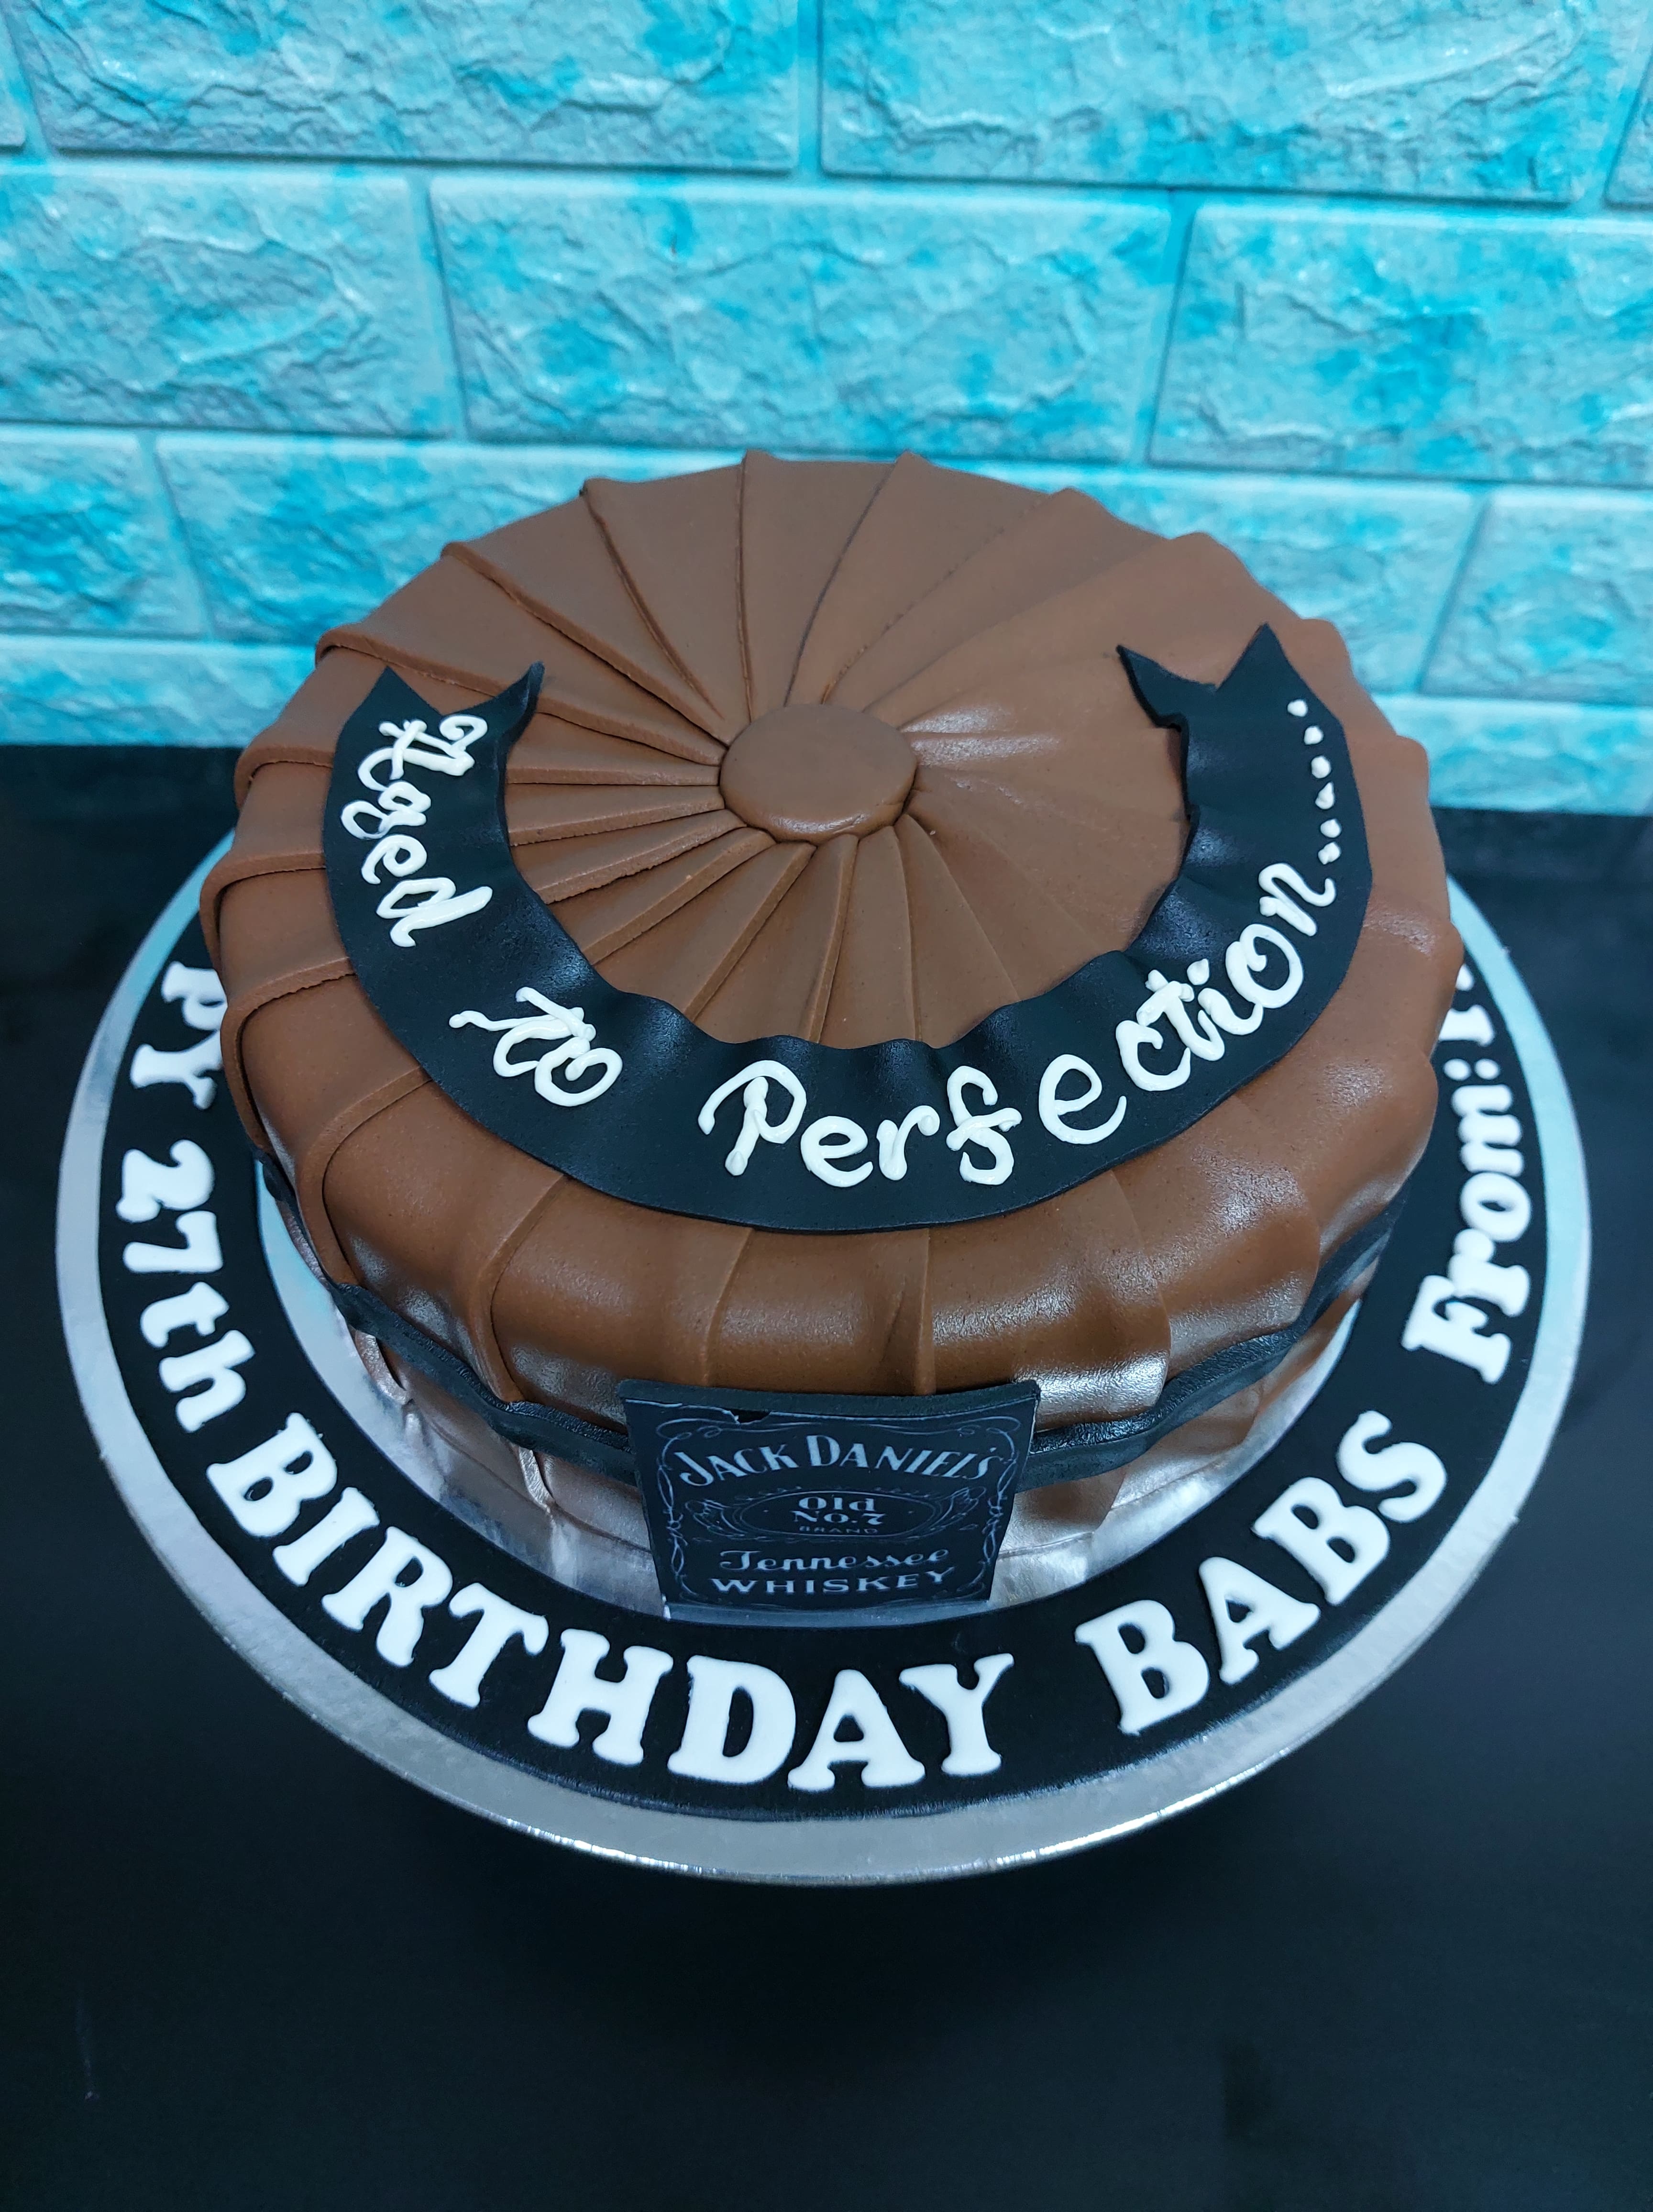 Aged to Perfection........
PY 27th BIRTHDAY BABS From:
JACK DANIEL'S
Old
No.7
BRAND
Tennessee
WHISKEY